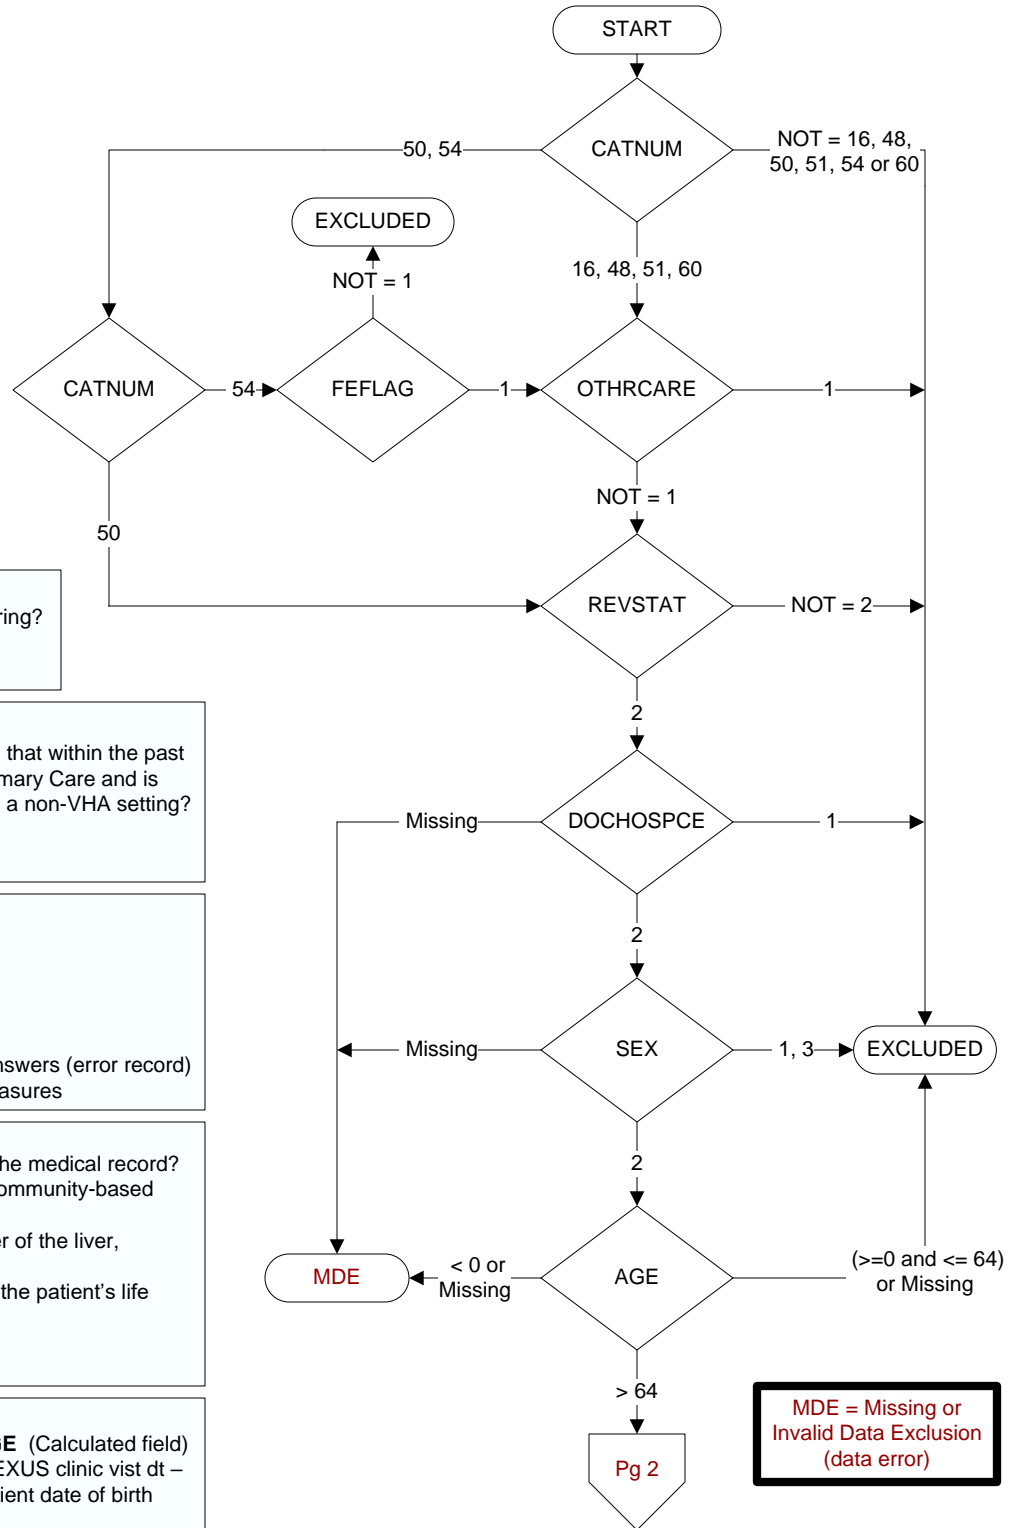 START
CATNUM
50, 54
NOT = 16, 48,
50, 51, 54 or 60
EXCLUDED
NOT = 1
16, 48, 51, 60
CATNUM
54
FEFLAG
1
OTHRCARE
1
NOT = 1
50
REVSTAT
NOT = 2
2
Missing
DOCHOSPCE
1
2
Missing
SEX
1, 3
EXCLUDED
2
MDE
< 0 or
Missing
AGE
(>=0 and <= 64)
or Missing
> 64
Pg 2
MDE = Missing or
Invalid Data Exclusion
(data error)
that within the past
mary Care and is
a non-VHA setting?
nswers (error record)
asures
he medical record?
ommunity-based
er of the liver,
the patient's life
GE (Calculated field)
EXUS clinic vist dt –
ient date of birth